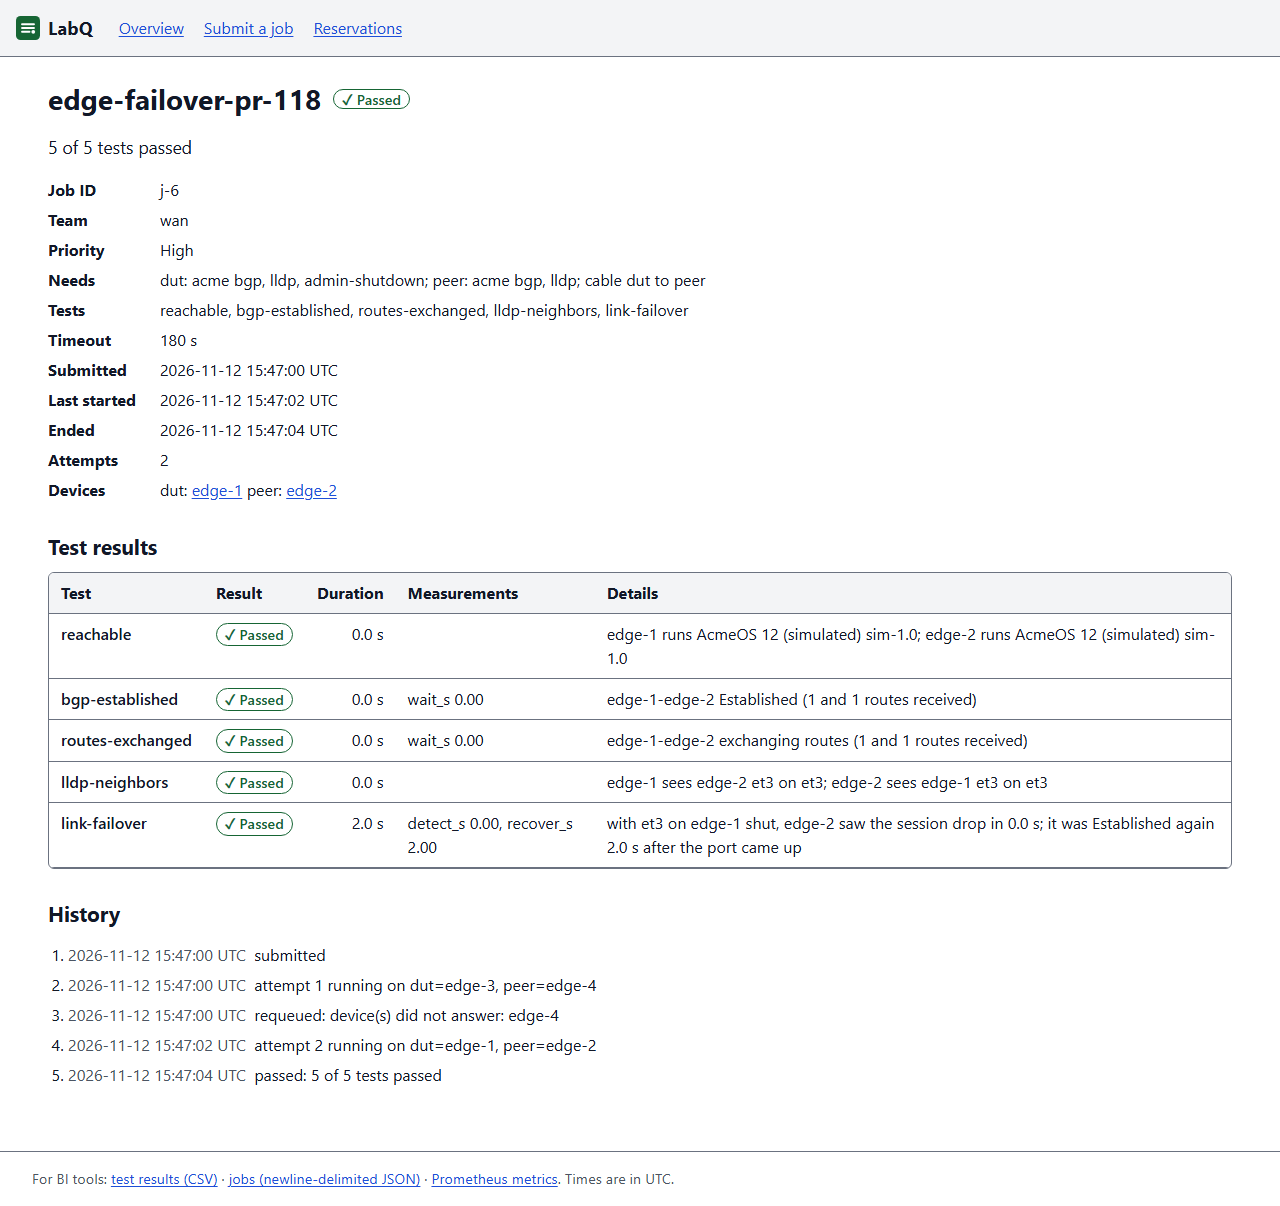 LabQ Overview Submit a job Reservations
edge-failover-pr-118 ✓ Passed
5 of 5 tests passed
Job ID j-6
Team wan
Priority High
Needs dut: acme bgp, lldp, admin-shutdown; peer: acme bgp, lldp; cable dut to peer
Tests reachable, bgp-established, routes-exchanged, lldp-neighbors, link-failover
Timeout 180 s
Submitted 2026-11-12 15:47:00 UTC
Last started 2026-11-12 15:47:02 UTC
Ended 2026-11-12 15:47:04 UTC
Attempts 2
Devices dut: edge-1 peer: edge-2
Test results
Test Result Duration Measurements Details
reachable ✓ Passed 0.0 s edge-1 runs AcmeOS 12 (simulated) sim-1.0; edge-2 runs AcmeOS 12 (simulated) sim-
1.0
bgp-established ✓ Passed 0.0 s wait_s 0.00 edge-1-edge-2 Established (1 and 1 routes received)
routes-exchanged ✓ Passed 0.0 s wait_s 0.00 edge-1-edge-2 exchanging routes (1 and 1 routes received)
lldp-neighbors ✓ Passed 0.0 s edge-1 sees edge-2 et3 on et3; edge-2 sees edge-1 et3 on et3
link-failover ✓ Passed 2.0 s detect_s 0.00, recover_s with et3 on edge-1 shut, edge-2 saw the session drop in 0.0 s; it was Established again
2.00 2.0 s after the port came up
History
1. 2026-11-12 15:47:00 UTC submitted
2. 2026-11-12 15:47:00 UTC attempt 1 running on dut=edge-3, peer=edge-4
3. 2026-11-12 15:47:00 UTC requeued: device(s) did not answer: edge-4
4. 2026-11-12 15:47:02 UTC attempt 2 running on dut=edge-1, peer=edge-2
5. 2026-11-12 15:47:04 UTC passed: 5 of 5 tests passed
For BI tools: test results (CSV) · jobs (newline-delimited JSON) · Prometheus metrics. Times are in UTC.